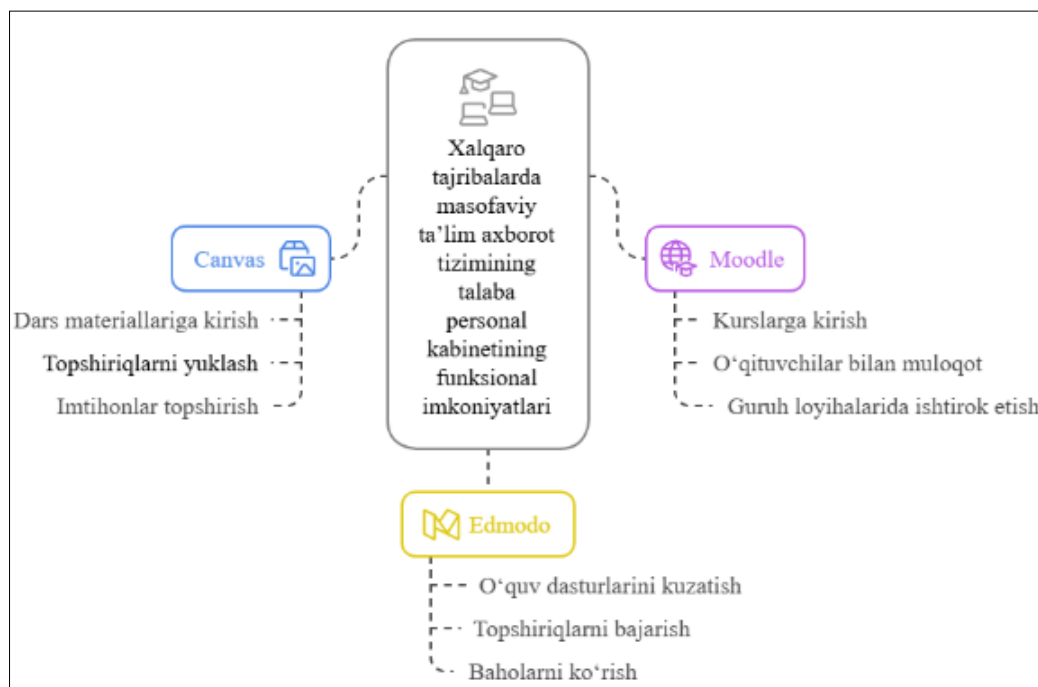 Xalqaro
tajribalarda
masofaviy
ta’lim axborot
tizimining
talaba
personal
kabinetining
funksional
imkoniyatlari
Canvas
Dars materiallariga kirish
Topshiriqlarni yuklash
Imtihonlar topshirish
Moodle
Kurslarga kirish
O‘qituvchilar bilan muloqot
Guruh loyihalarida ishtirok etish
Edmodo
O‘quv dasturlarini kuzatish
Topshiriqlarni bajarish
Baholarni ko‘rish